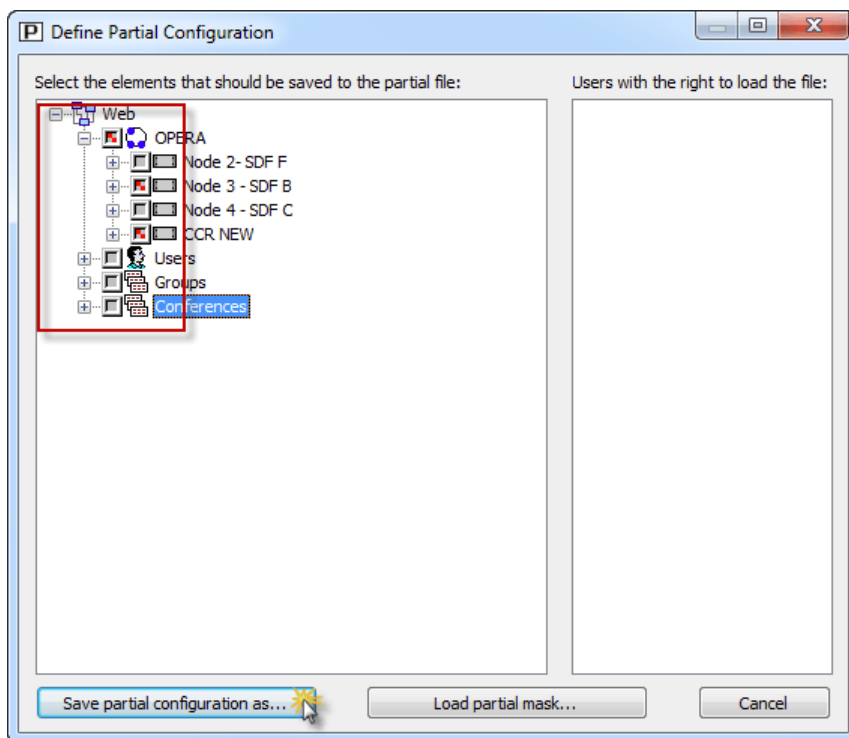 P Define Partial Configuration
Select the elements that should be saved to the partial file:
Users with the right to load the file:
Web
OPERA
Node 2- SDF F
Node 3 - SDF B
Node 4 - SDF C
CCR NEW
Users
Groups
Conferences
Save partial configuration as...
Load partial mask...
Cancel